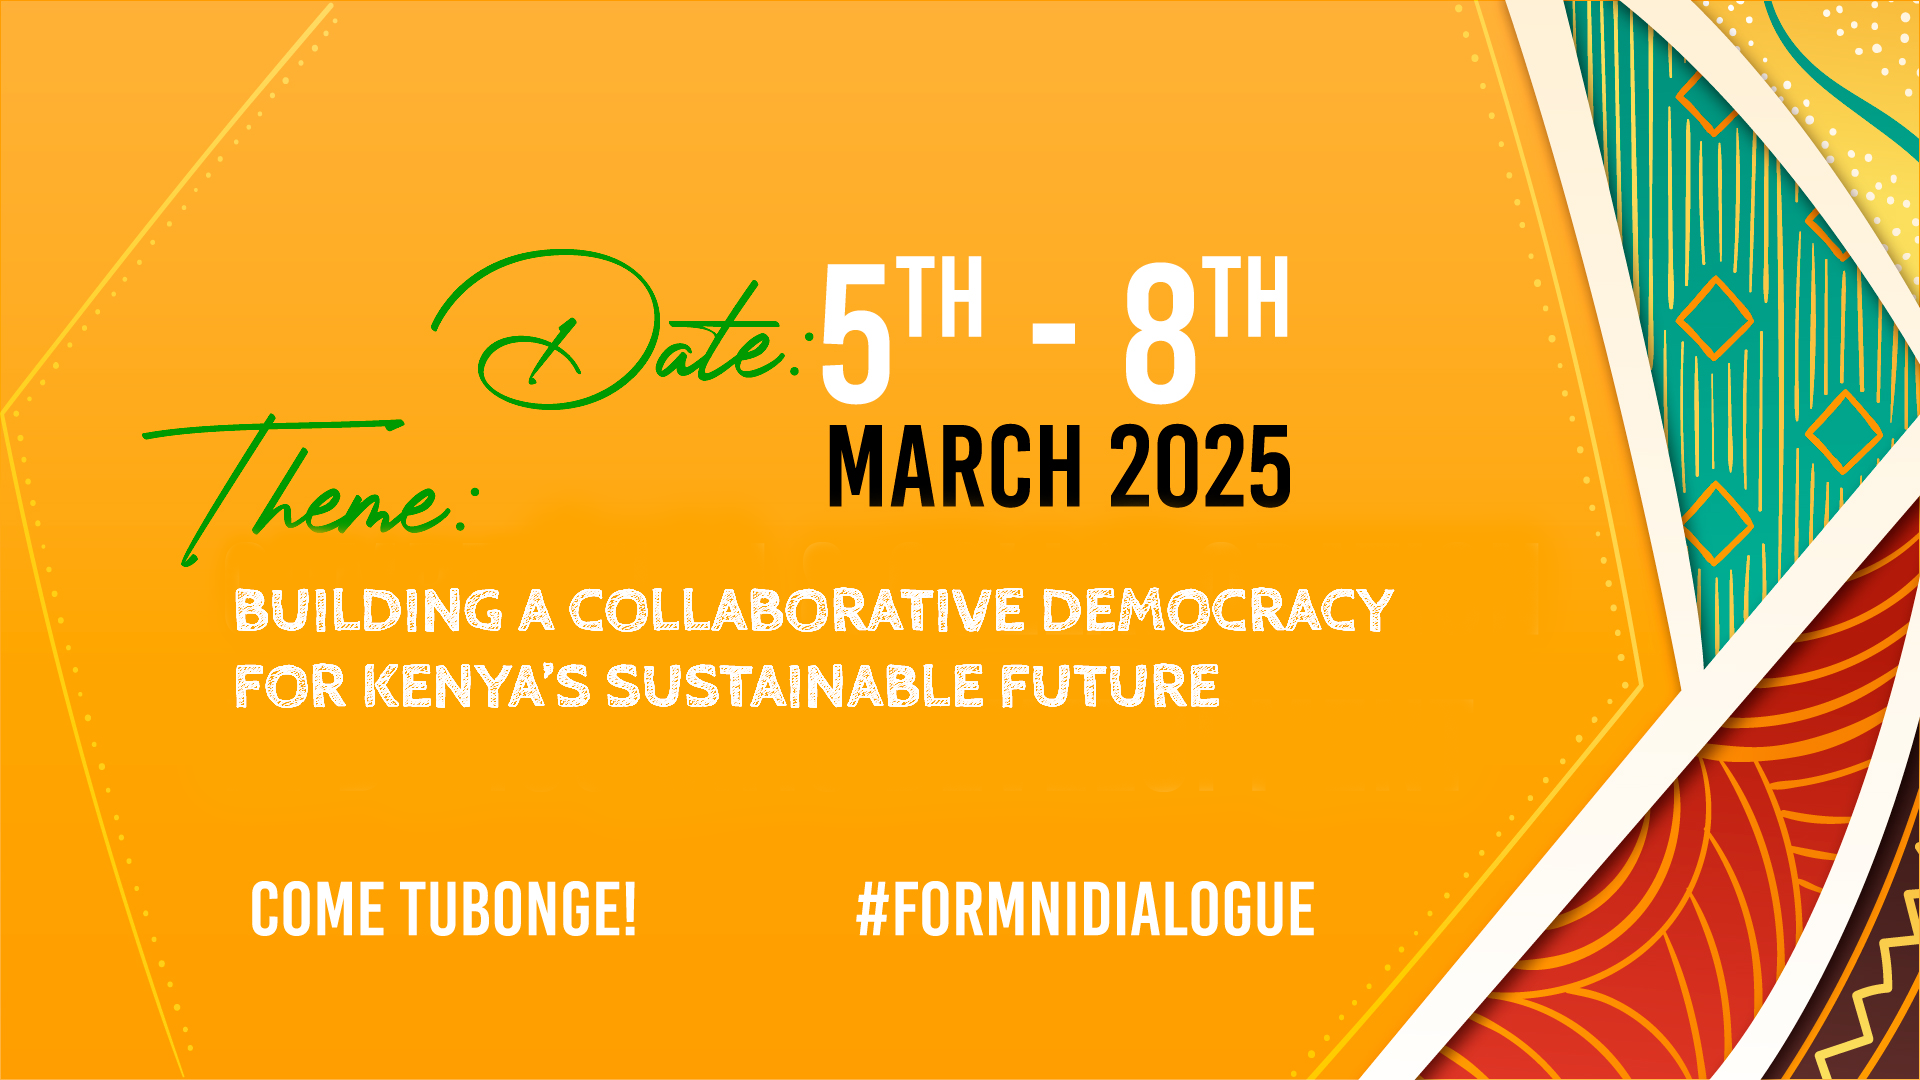 Date: 5TH - 8TH
MARCH 2025
Theme:
BUILDING A COLLABORATIVE DEMOCRACY
FOR KENYA’S SUSTAINABLE FUTURE
COME TUBONGE!
#FORMNIDIALOGUE